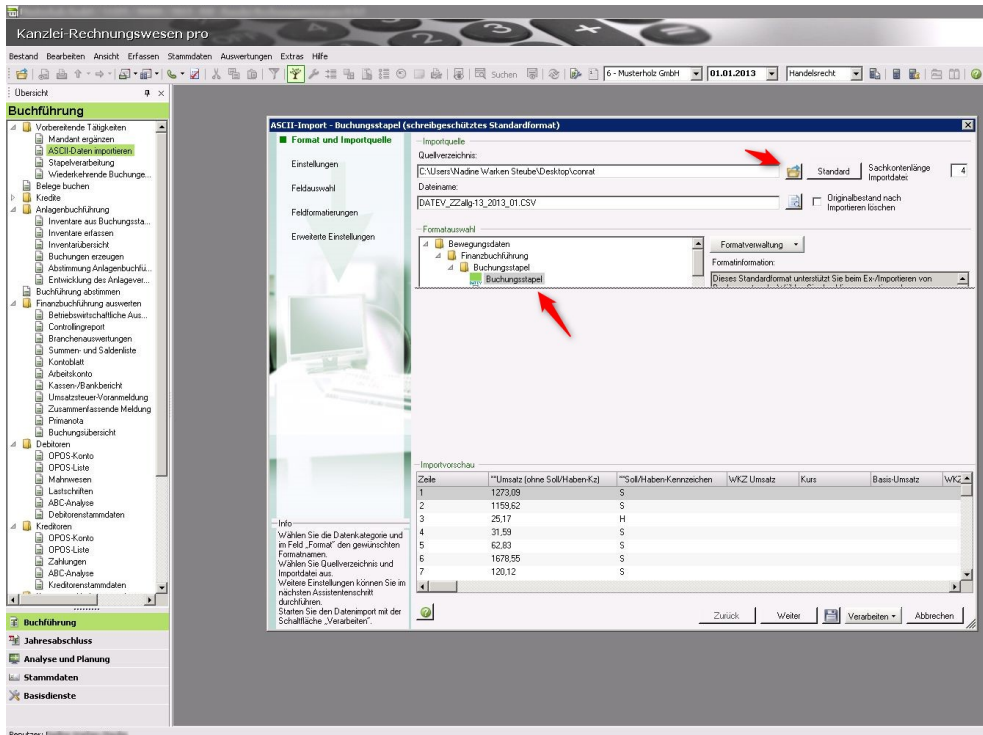 Kanzlei-Rechnungswesen pro
Bestand Bearbeiten Ansicht Erfassen Stammdaten Auswertungen Extras Hilfe
Suchen 6 - Musterholz GmbH 01.01.2013 Handelsrecht
Übersicht
Buchführung
Vorbereitende Tätigkeiten
Mandant ergänzen
ASCII-Daten importieren
Stapelverarbeitung
Wiederkehrende Buchunge...
Belege buchen
Kredite
Anlagenbuchführung
Inventare aus Buchungssta...
Inventare erfassen
Inventarübersicht
Buchungen erzeugen
Abstimmung Anlagenbuchfü...
Entwicklung des Anlagever...
Buchführung abstimmen
Finanzbuchführung auswerten
Betriebswirtschaftliche Aus...
Controllingreport
Branchenauswertungen
Summen- und Saldenliste
Kontoblatt
Arbeitskonto
Kassen-/Bankbericht
Umsatzsteuer-Voranmeldung
Zusammenfassende Meldung
Primanota
Buchungsübersicht
Debitoren
OPOS-Konto
OPOS-Liste
Mahnwesen
Lastschriften
ABC-Analyse
Debitorenstammdaten
Kreditoren
OPOS-Konto
OPOS-Liste
Zahlungen
ABC-Analyse
Kreditorenstammdaten
Buchführung
Jahresabschluss
Analyse und Planung
Stammdaten
Basisdienste
ASCII-Import - Buchungsstapel (schreibgeschütztes Standardformat)
Format und Importquelle
Einstellungen
Feldauswahl
Feldformatierungen
Erweiterte Einstellungen
Info
Wählen Sie die Datenkategorie und
im Feld „Format" den gewünschten
Formatnamen.
Wählen Sie Quellverzeichnis und
Importdatei aus.
Weitere Einstellungen können Sie im
nächsten Assistentenschritt
durchführen.
Starten Sie den Datenimport mit der
Schaltfläche „Verarbeiten".
Importquelle
Quellverzeichnis:
C:\Users\Nadine Warken Steube\Desktop\conrat
Standard
Sachkontenlänge
Importdatei:
4
Dateiname:
DATEV_ZZallg-13_2013_01.CSV
Originalbestand nach
Importieren löschen
Formatauswahl
Bewegungsdaten
Finanzbuchführung
Buchungsstapel
Buchungsstapel
Formatverwaltung
Formatinformation:
Dieses Standardformat unterstützt Sie beim Ex-/Importieren von
Importvorschau
Zeile **Umsatz (ohne Soll/Haben-Kz) **Soll/Haben-Kennzeichen WKZ Umsatz Kurs Basis-Umsatz WKZ
1 1273,09 S
2 1159,62 S
3 25,17 H
4 31,59 S
5 62,83 S
6 1678,55 S
7 120,12 S
Zurück Weiter Verarbeiten Abbrechen